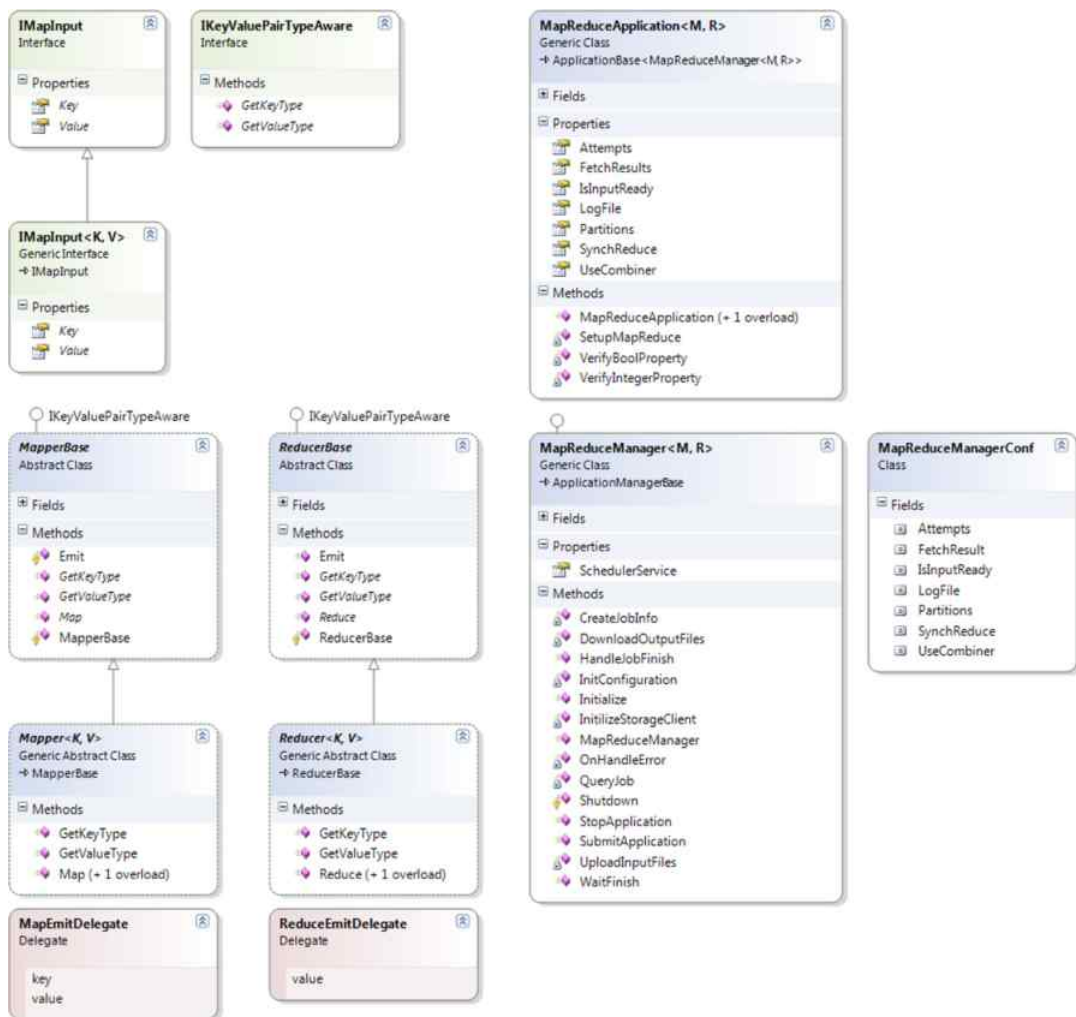 IMapInput
Interface
Properties
Key
Value
IKeyValuePairTypeAware
Interface
Methods
GetKeyType
GetValueType
IMapInput<K, V>
Generic Interface
IMapInput
Properties
Key
Value
MapReduceApplication<M, R>
Generic Class
ApplicationBase<MapReduceManager<M,R>>
Fields
Properties
Attempts
FetchResults
IsInputReady
LogFile
Partitions
SynchReduce
UseCombiner
Methods
MapReduceApplication (+ 1 overload)
SetupMapReduce
VerifyBoolProperty
VerifyIntegerProperty
IKeyValuePairTypeAware
MapperBase
Abstract Class
Fields
Methods
Emit
GetKeyType
GetValueType
Map
MapperBase
IKeyValuePairTypeAware
ReducerBase
Abstract Class
Fields
Methods
Emit
GetKeyType
GetValueType
Reduce
ReducerBase
MapReduceManager<M, R>
Generic Class
ApplicationManagerBase
Fields
Properties
SchedulerService
Methods
CreateJobInfo
DownloadOutputFiles
HandleJobFinish
InitConfiguration
Initialize
InitilizeStorageClient
MapReduceManager
OnHandleError
QueryJob
Shutdown
StopApplication
SubmitApplication
UploadInputFiles
WaitFinish
MapReduceManagerConf
Class
Fields
Attempts
FetchResult
IsInputReady
LogFile
Partitions
SynchReduce
UseCombiner
Mapper<K, V>
Generic Abstract Class
MapperBase
Methods
GetKeyType
GetValueType
Map (+ 1 overload)
Reducer<K, V>
Generic Abstract Class
ReducerBase
Methods
GetKeyType
GetValueType
Reduce (+ 1 overload)
MapEmitDelegate
Delegate
key
value
ReduceEmitDelegate
Delegate
value